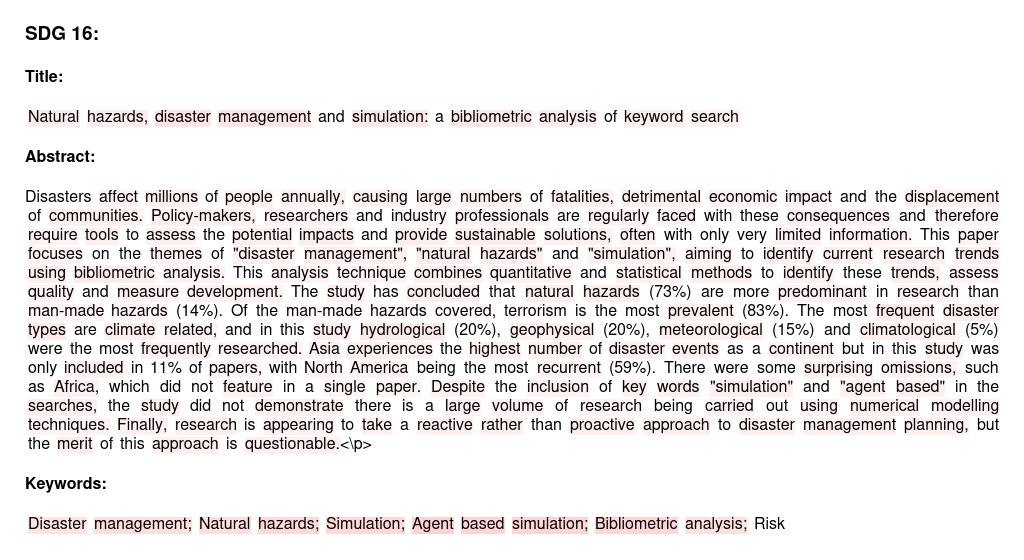 SDG 16:
Title:
Natural hazards, disaster management and simulation: a bibliometric analysis of keyword search
Abstract:
Disasters affect millions of people annually, causing large numbers of fatalities, detrimental economic impact and the displacement
of communities. Policy-makers, researchers and industry professionals are regularly faced with these consequences and therefore
require tools to assess the potential impacts and provide sustainable solutions, often with only very limited information. This paper
focuses on the themes of "disaster management", "natural hazards" and "simulation", aiming to identify current research trends
using bibliometric analysis. This analysis technique combines quantitative and statistical methods to identify these trends, assess
quality and measure development. The study has concluded that natural hazards (73%) are more predominant in research than
man-made hazards (14%). Of the man-made hazards covered, terrorism is the most prevalent (83%). The most frequent disaster
types are climate related, and in this study hydrological (20%), geophysical (20%), meteorological (15%) and climatological (5%)
were the most frequently researched. Asia experiences the highest number of disaster events as a continent but in this study was
only included in 11% of papers, with North America being the most recurrent (59%). There were some surprising omissions, such
as Africa, which did not feature in a single paper. Despite the inclusion of key words "simulation" and "agent based" in the
searches, the study did not demonstrate there is a large volume of research being carried out using numerical modelling
techniques. Finally, research is appearing to take a reactive rather than proactive approach to disaster management planning, but
the merit of this approach is questionable.<\p>
Keywords:
Disaster management; Natural hazards; Simulation; Agent based simulation; Bibliometric analysis; Risk